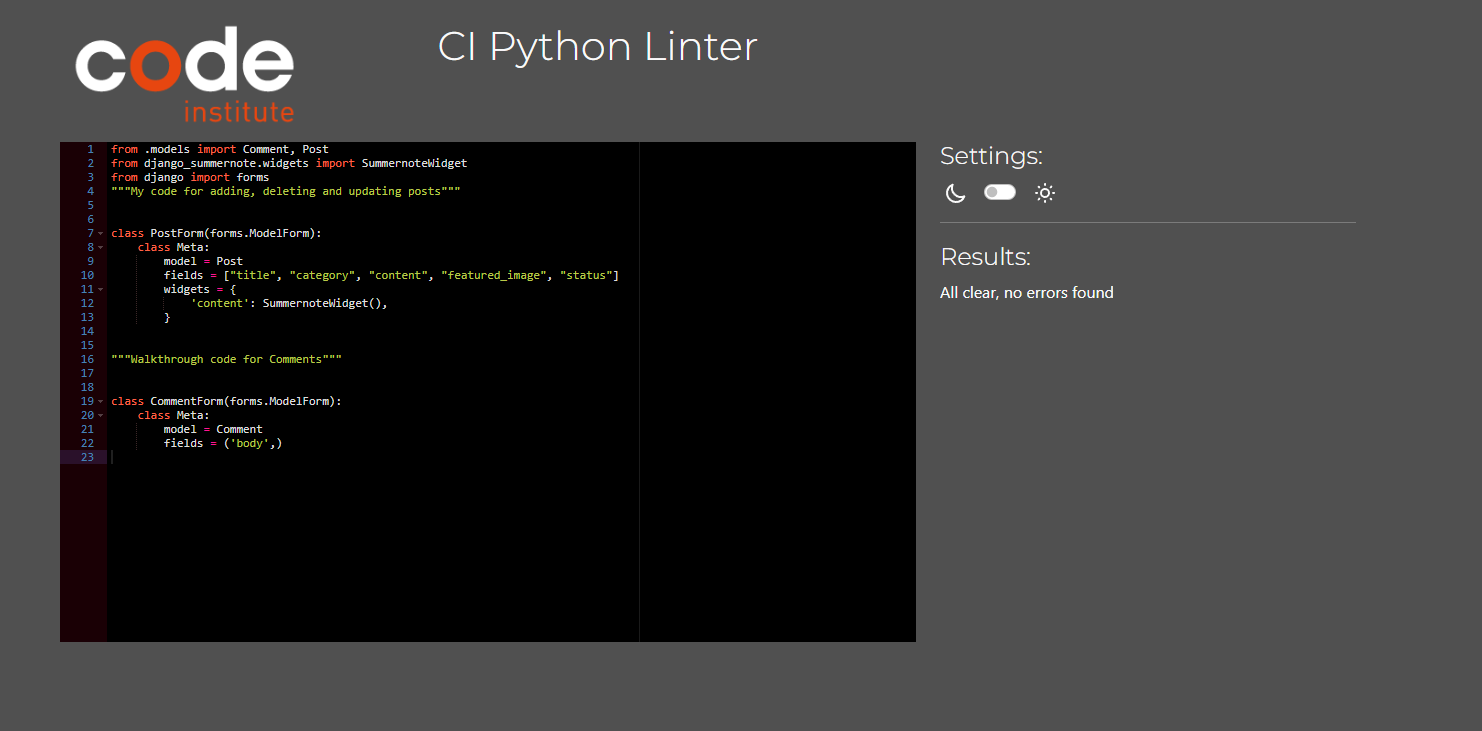 code
institute
CI Python Linter
1 from .models import Comment, Post
2 from django_summernote.widgets import SummernoteWidget
3 from django import forms
4 """My code for adding, deleting and updating posts"""
5
6
7 class PostForm(forms.ModelForm):
8     class Meta:
9         model = Post
10         fields = ["title", "category", "content", "featured_image", "status"]
11         widgets = {
12             'content': SummernoteWidget(),
13         }
14
15
16 """Walkthrough code for Comments"""
17
18
19 class CommentForm(forms.ModelForm):
20     class Meta:
21         model = Comment
22         fields = ('body',)
23
Settings:
Results:
All clear, no errors found